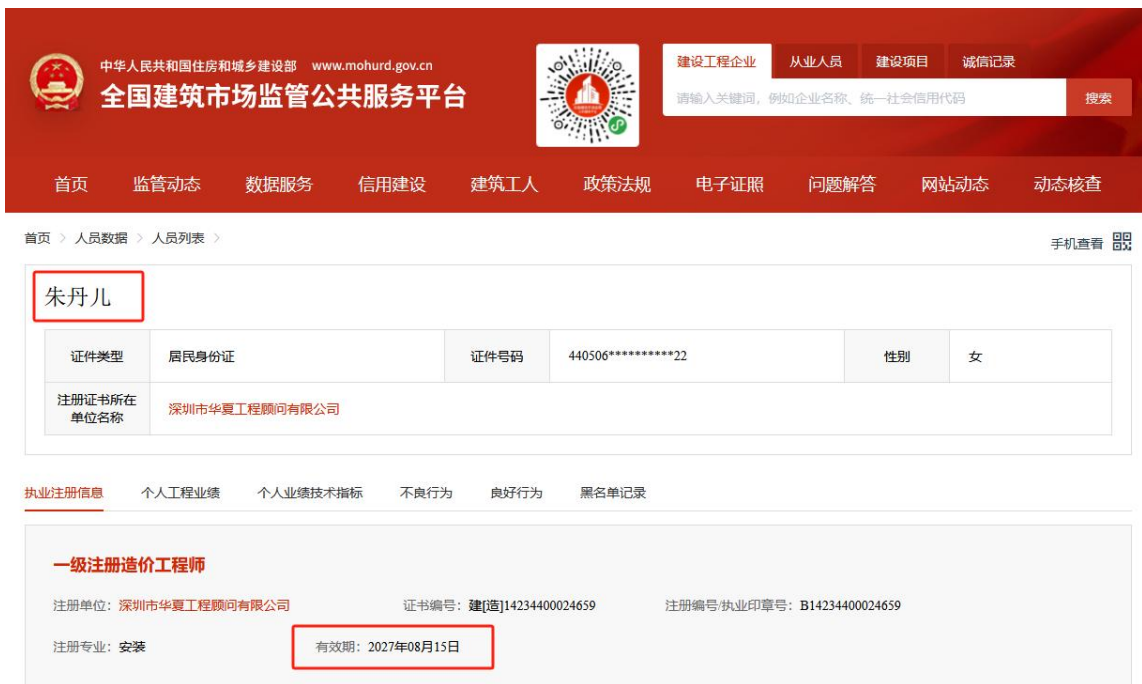 中华人民共和国住房和城乡建设部 www.mohurd.gov.cn
全国建筑市场监管公共服务平台
建设工程企业 从业人员 建设项目 诚信记录
请输入关键词，例如企业名称、统一社会信用代码 搜索
首页 监管动态 数据服务 信用建设 建筑工人 政策法规 电子证照 问题解答 网站动态 动态核查
首页 > 人员数据 > 人员列表 >
手机查看
朱丹儿
证件类型 居民身份证 证件号码 440506**********22 性别 女
注册证书所在
单位名称
深圳市华夏工程顾问有限公司
执业注册信息 个人工程业绩 个人业绩技术指标 不良行为 良好行为 黑名单记录
一级注册造价工程师
注册单位：深圳市华夏工程顾问有限公司 证书编号：建[造]14234400024659 注册编号/执业印章号：B14234400024659
注册专业：安装 有效期：2027年08月15日